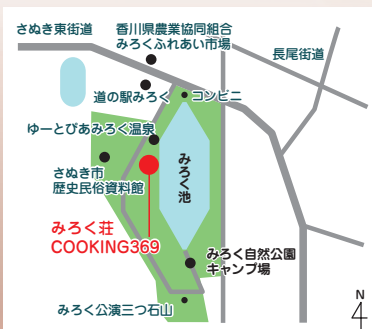 さぬき東街道
香川県農業協同組合
みろくふれあい市場
長尾街道
道の駅みろく
コンビニ
ゆーとぴあみろく温泉
みろく池
さぬき市
歴史民俗資料館
みろく荘
COOKING369
みろく自然公園
キャンプ場
みろく公演三つ石山
N
4